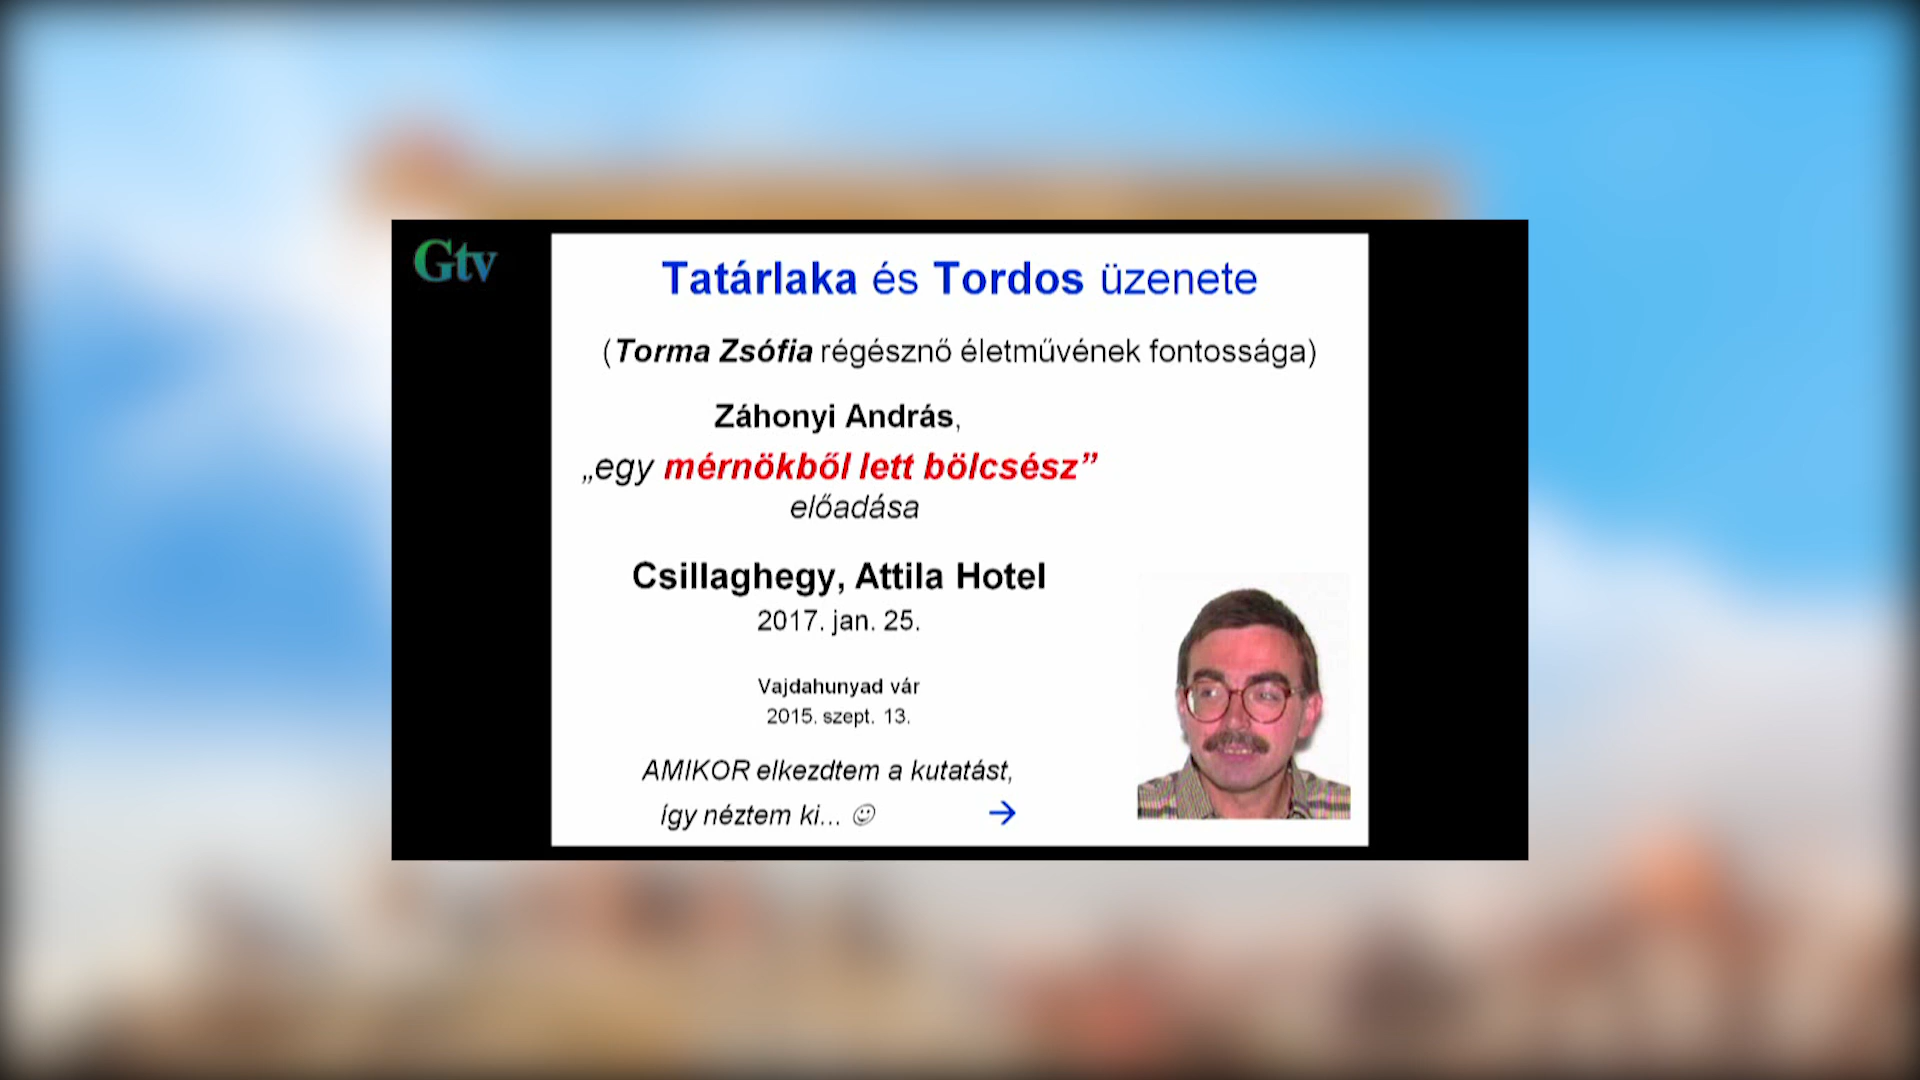 Gtv
Tatárlaka és Tordos üzenete
(Torma Zsófia régésznő életművének fontossága)
Záhonyi András,
„egy mérnökből lett bölcsész”
előadása
Csillaghegy, Attila Hotel
2017. jan. 25.
Vajdahunyad vár
2015. szept. 13.
AMIKOR elkezdtem a kutatást,
így néztem ki... ☺ →